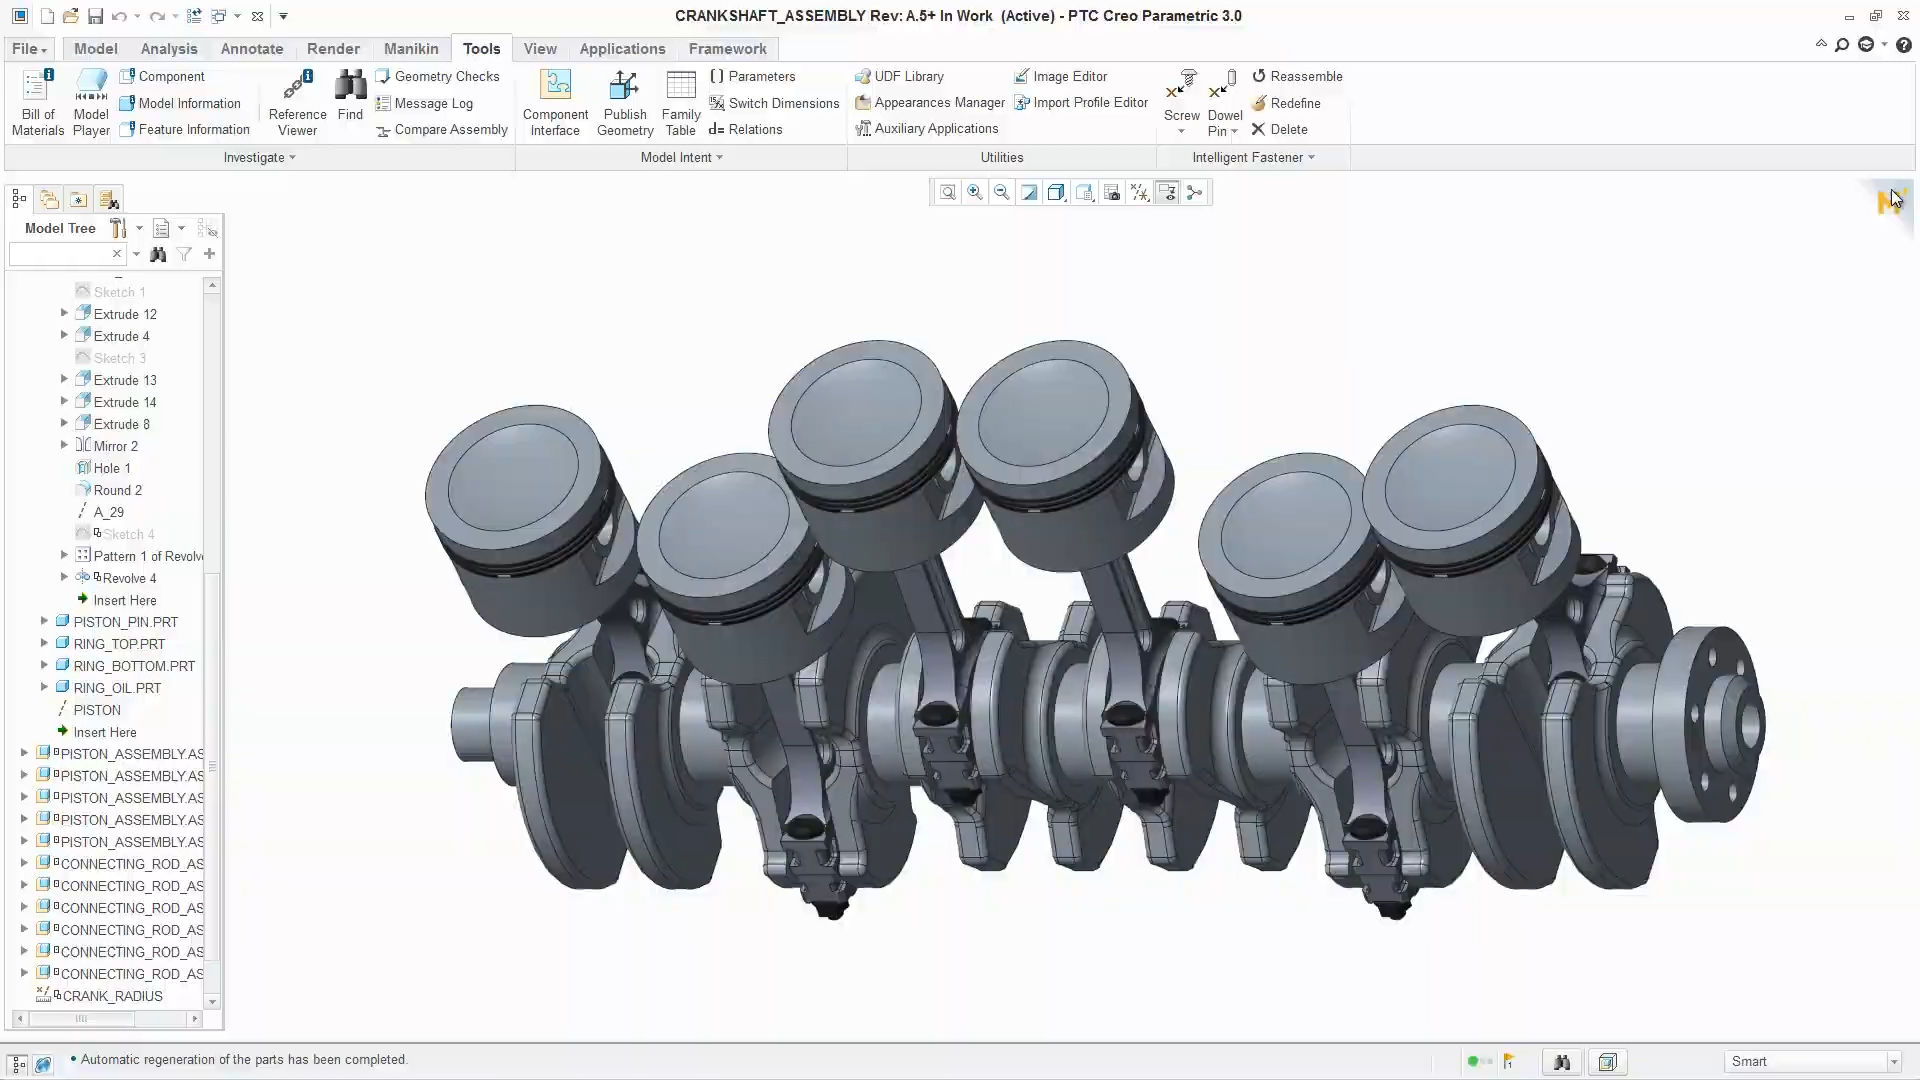 CRANKSHAFT_ASSEMBLY Rev: A.5+ In Work (Active) - PTC Creo Parametric 3.0
File Model Analysis Annotate Render Manikin Tools View Applications Framework
Bill of Materials
Model Player
Component
Model Information
Feature Information
Reference Viewer
Find
Geometry Checks
Message Log
Compare Assembly
Investigate
Component Interface
Publish Geometry
Family Table
Parameters
Switch Dimensions
d= Relations
Model Intent
UDF Library
Appearances Manager
Auxiliary Applications
Image Editor
Import Profile Editor
Utilities
Screw
Dowel Pin
Reassemble
Redefine
Delete
Intelligent Fastener
Model Tree
Sketch 1
Extrude 12
Extrude 4
Sketch 3
Extrude 13
Extrude 14
Extrude 8
Mirror 2
Hole 1
Round 2
A_29
Sketch 4
Pattern 1 of Revolv
Revolve 4
Insert Here
PISTON_PIN.PRT
RING_TOP.PRT
RING_BOTTOM.PRT
RING_OIL.PRT
PISTON
Insert Here
PISTON_ASSEMBLY.AS
PISTON_ASSEMBLY.AS
PISTON_ASSEMBLY.AS
PISTON_ASSEMBLY.AS
PISTON_ASSEMBLY.AS
CONNECTING_ROD_AS
CONNECTING_ROD_AS
CONNECTING_ROD_AS
CONNECTING_ROD_AS
CONNECTING_ROD_AS
CONNECTING_ROD_AS
CRANK_RADIUS
• Automatic regeneration of the parts has been completed.
1
Smart